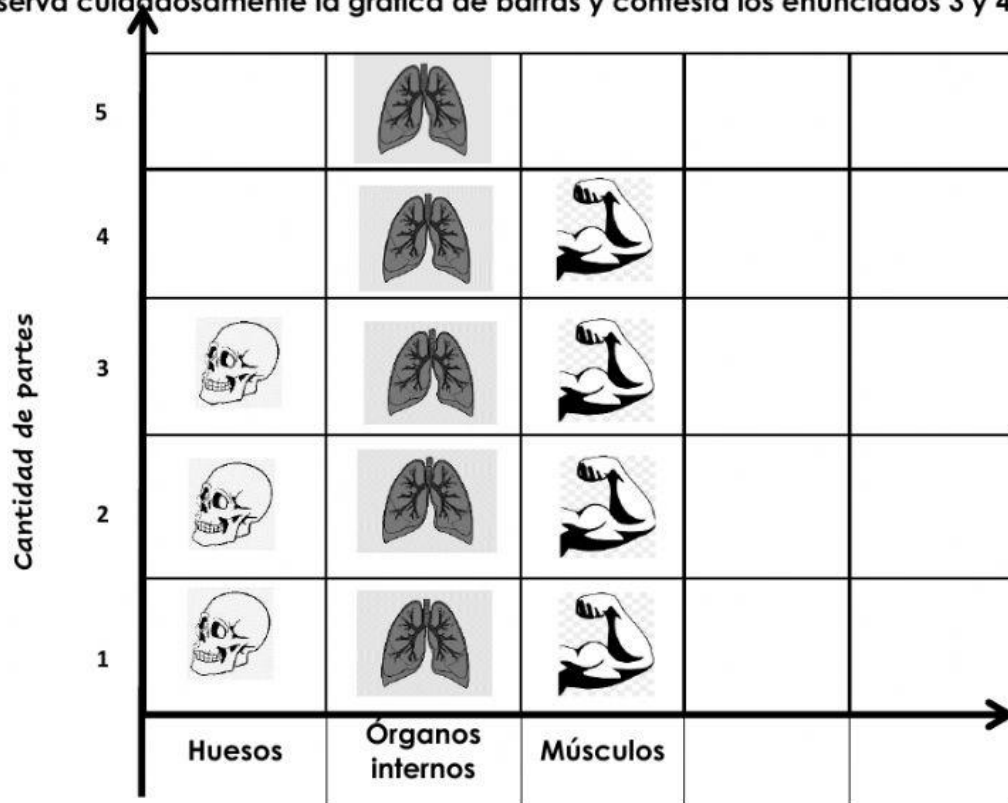 serva cuidadosamente la gráfica de barras y contesta los enunciados 3 y 4
5
4
3
2
1
Cantidad de partes
Huesos
Órganos
internos
Músculos